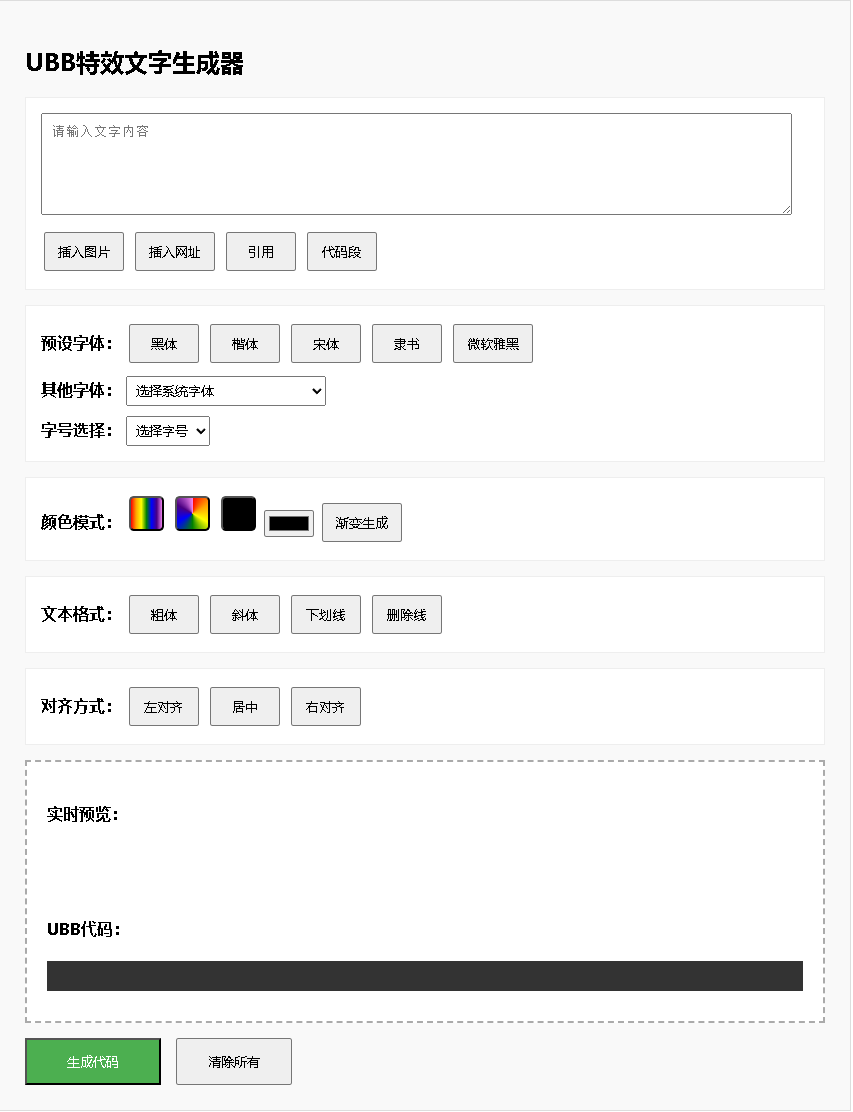 UBB特效文字生成器
请输入文字内容
插入图片 插入网址 引用 代码段
预设字体： 黑体 楷体 宋体 隶书 微软雅黑
其他字体： 选择系统字体
字号选择： 选择字号
颜色模式： 渐变生成
文本格式： 粗体 斜体 下划线 删除线
对齐方式： 左对齐 居中 右对齐
实时预览：
UBB代码：
生成代码 清除所有